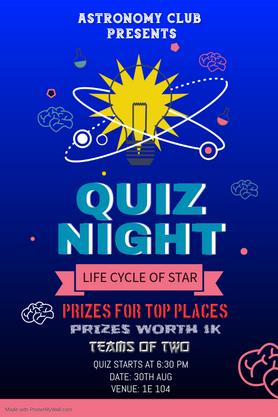 ASTRONOMY CLUB
PRESENTS
QUIZ
NIGHT
LIFE CYCLE OF STAR
PRIZES FOR TOP PLACES
PRIZES WORTH 1K
TEAMS OF TWO
QUIZ STARTS AT 6:30 PM
DATE: 30TH AUG
VENUE: 1E 104
Made with PosterMyWall.com